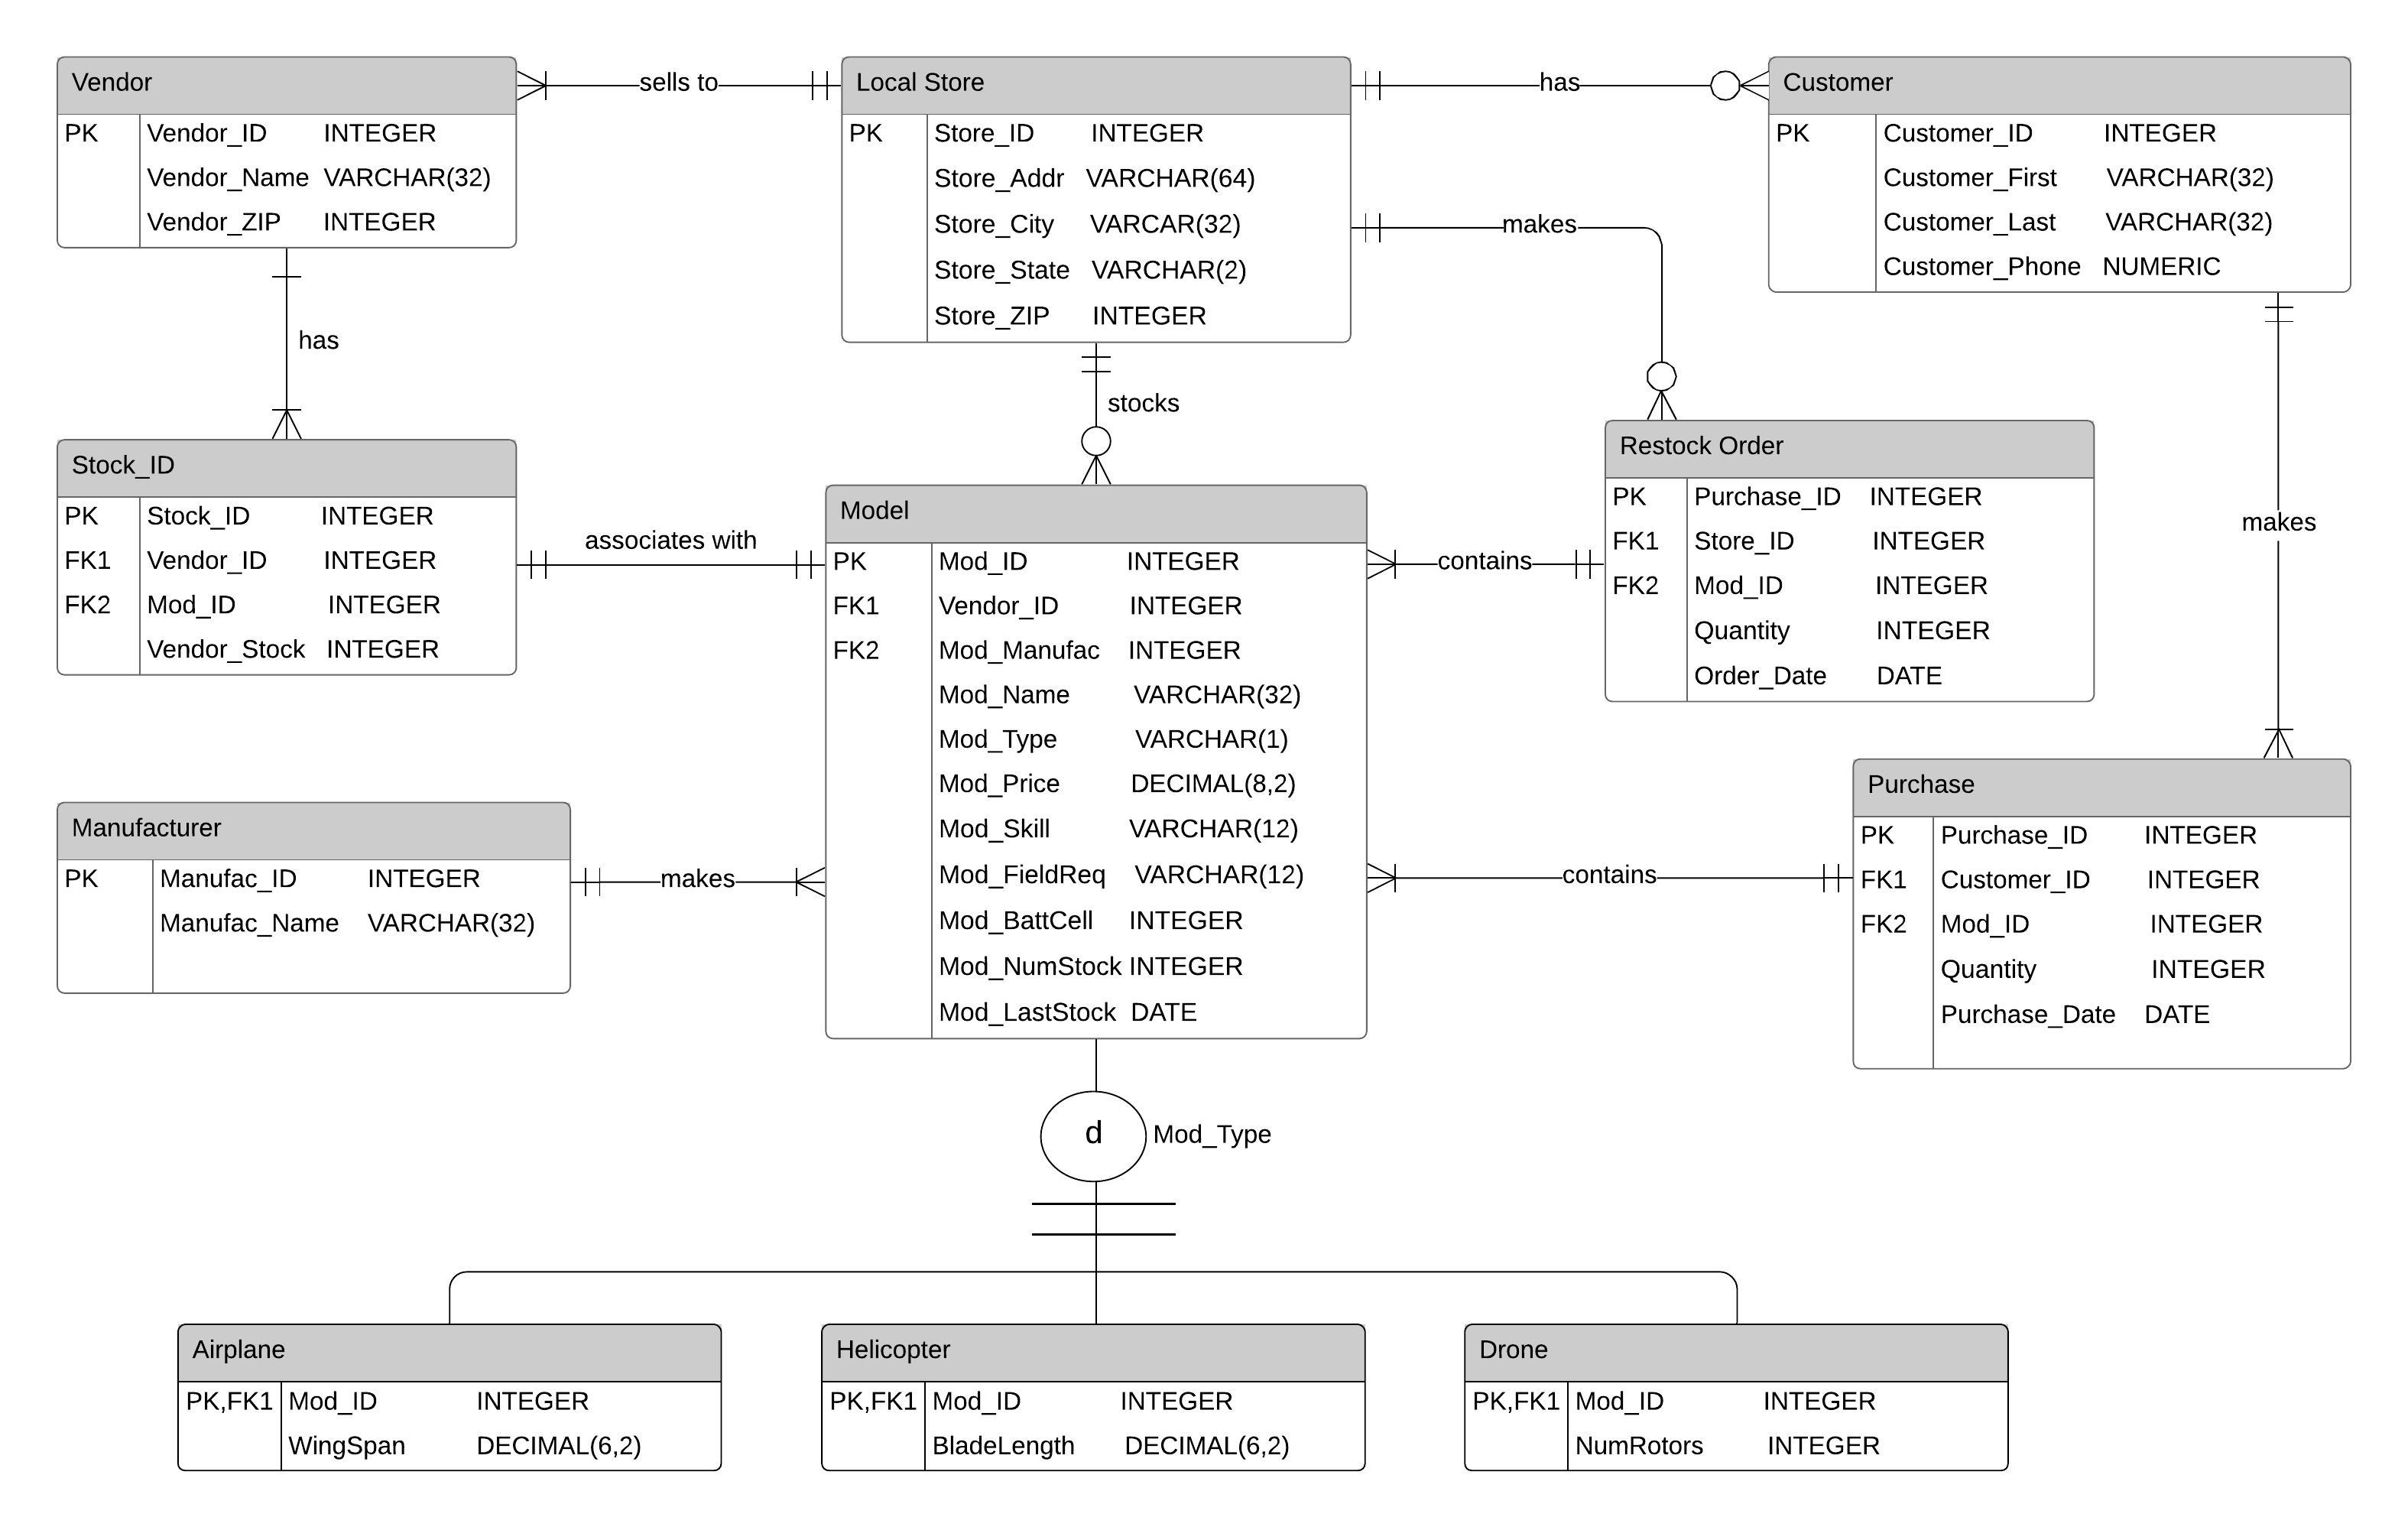 Vendor
PK Vendor_ID INTEGER
Vendor_Name VARCHAR(32)
Vendor_ZIP INTEGER
sells to
Local Store
PK Store_ID INTEGER
Store_Addr VARCHAR(64)
Store_City VARCAR(32)
Store_State VARCHAR(2)
Store_ZIP INTEGER
has
Customer
PK Customer_ID INTEGER
Customer_First VARCHAR(32)
Customer_Last VARCHAR(32)
Customer_Phone NUMERIC
makes
has
stocks
Stock_ID
PK Stock_ID INTEGER
FK1 Vendor_ID INTEGER
FK2 Mod_ID INTEGER
Vendor_Stock INTEGER
associates with
Model
PK Mod_ID INTEGER
FK1 Vendor_ID INTEGER
FK2 Mod_Manufac INTEGER
Mod_Name VARCHAR(32)
Mod_Type VARCHAR(1)
Mod_Price DECIMAL(8,2)
Mod_Skill VARCHAR(12)
Mod_FieldReq VARCHAR(12)
Mod_BattCell INTEGER
Mod_NumStock INTEGER
Mod_LastStock DATE
contains
Restock Order
PK Purchase_ID INTEGER
FK1 Store_ID INTEGER
FK2 Mod_ID INTEGER
Quantity INTEGER
Order_Date DATE
makes
Manufacturer
PK Manufac_ID INTEGER
Manufac_Name VARCHAR(32)
makes
contains
Purchase
PK Purchase_ID INTEGER
FK1 Customer_ID INTEGER
FK2 Mod_ID INTEGER
Quantity INTEGER
Purchase_Date DATE
d
Mod_Type
Airplane
PK,FK1 Mod_ID INTEGER
WingSpan DECIMAL(6,2)
Helicopter
PK,FK1 Mod_ID INTEGER
BladeLength DECIMAL(6,2)
Drone
PK,FK1 Mod_ID INTEGER
NumRotors INTEGER